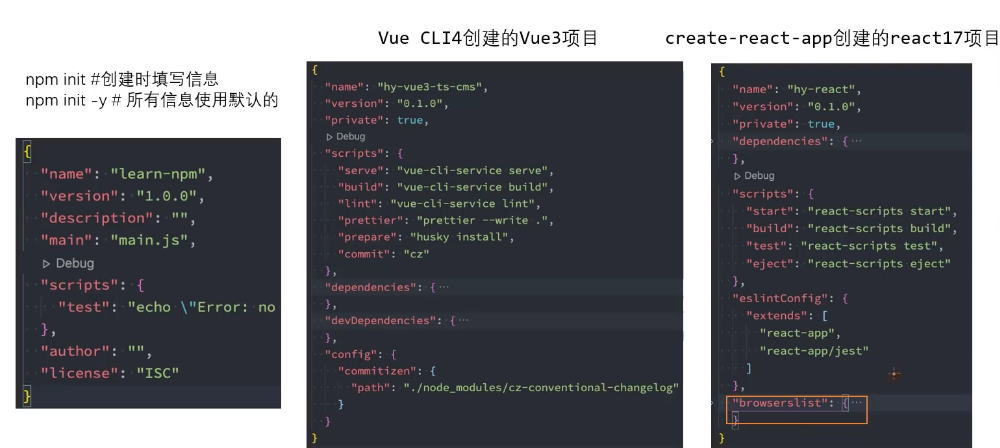 npm init #创建时填写信息
npm init -y # 所有信息使用默认的
{
"name": "learn-npm",
"version": "1.0.0",
"description": "",
"main": "main.js",
Debug
"scripts": {
"test": "echo \"Error: no
},
"author": "",
"license": "ISC"
}
Vue CLI4创建的Vue3项目
{
"name": "hy-vue3-ts-cms",
"version": "0.1.0",
"private": true,
Debug
"scripts": {
"serve": "vue-cli-service serve",
"build": "vue-cli-service build",
"lint": "vue-cli-service lint",
"prettier": "prettier --write .",
"prepare": "husky install",
"commit": "cz"
},
"dependencies": {···
},
"devDependencies": {···
},
"config": {
"commitizen": {
"path": "./node_modules/cz-conventional-changelog"
}
}
}
create-react-app创建的react17项目
{
"name": "hy-react",
"version": "0.1.0",
"private": true,
"dependencies": {···
},
Debug
"scripts": {
"start": "react-scripts start",
"build": "react-scripts build",
"test": "react-scripts test",
"eject": "react-scripts eject"
},
"eslintConfig": {
"extends": [
"react-app",
"react-app/jest"
]
},
"browserslist": {···
}
}